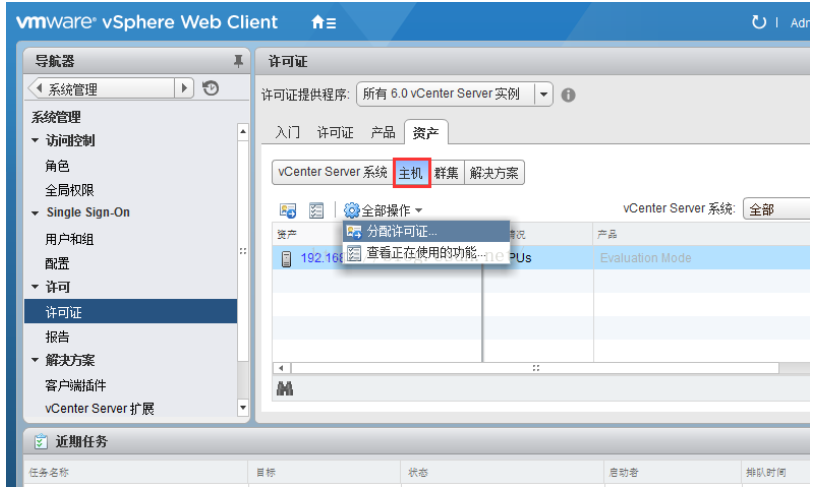 vmware® vSphere Web Client
Adr
导航器
系统管理
系统管理
访问控制
角色
全局权限
Single Sign-On
用户和组
配置
许可
许可证
报告
解决方案
客户端插件
vCenter Server 扩展
许可证
许可证提供程序: 所有 6.0 vCenter Server 实例
入门 许可证 产品 资产
vCenter Server 系统 主机 群集 解决方案
全部操作 vCenter Server 系统: 全部
分配许可证...
查看正在使用的功能...
资产 情况 产品
192.168 PUs Evaluation Mode
近期任务
任务名称 目标 状态 启动者 排队时间